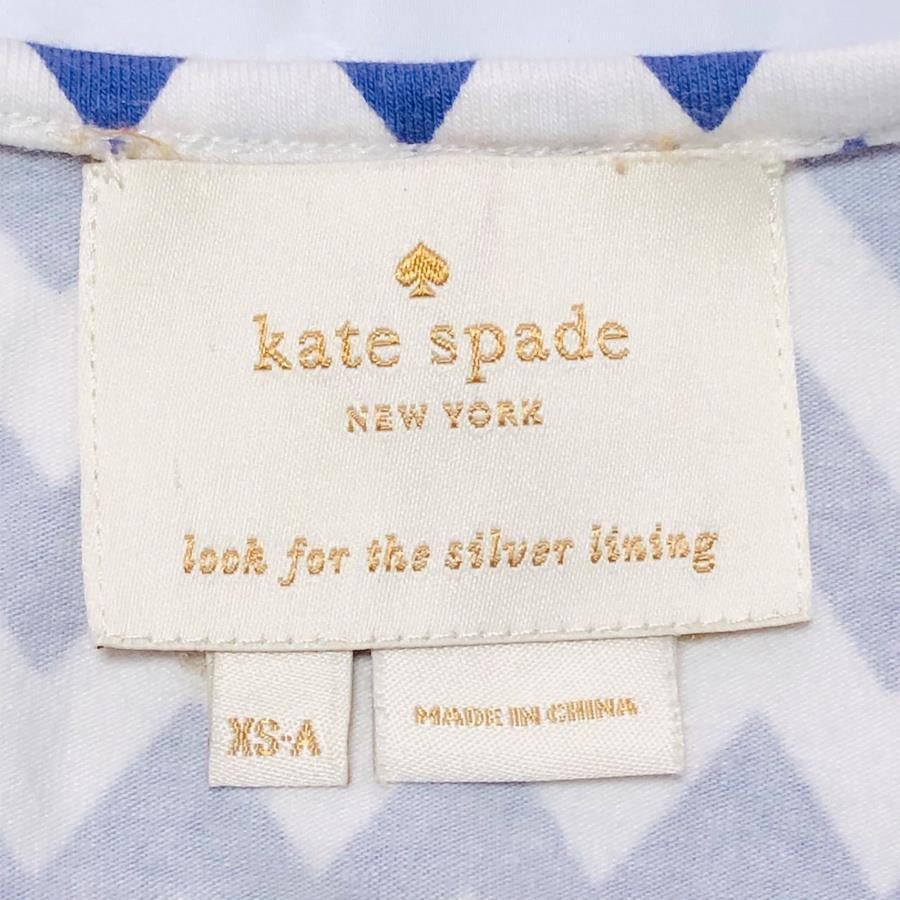 kate spade
NEW YORK
look for the silver lining
XS-A
MADE IN CHINA